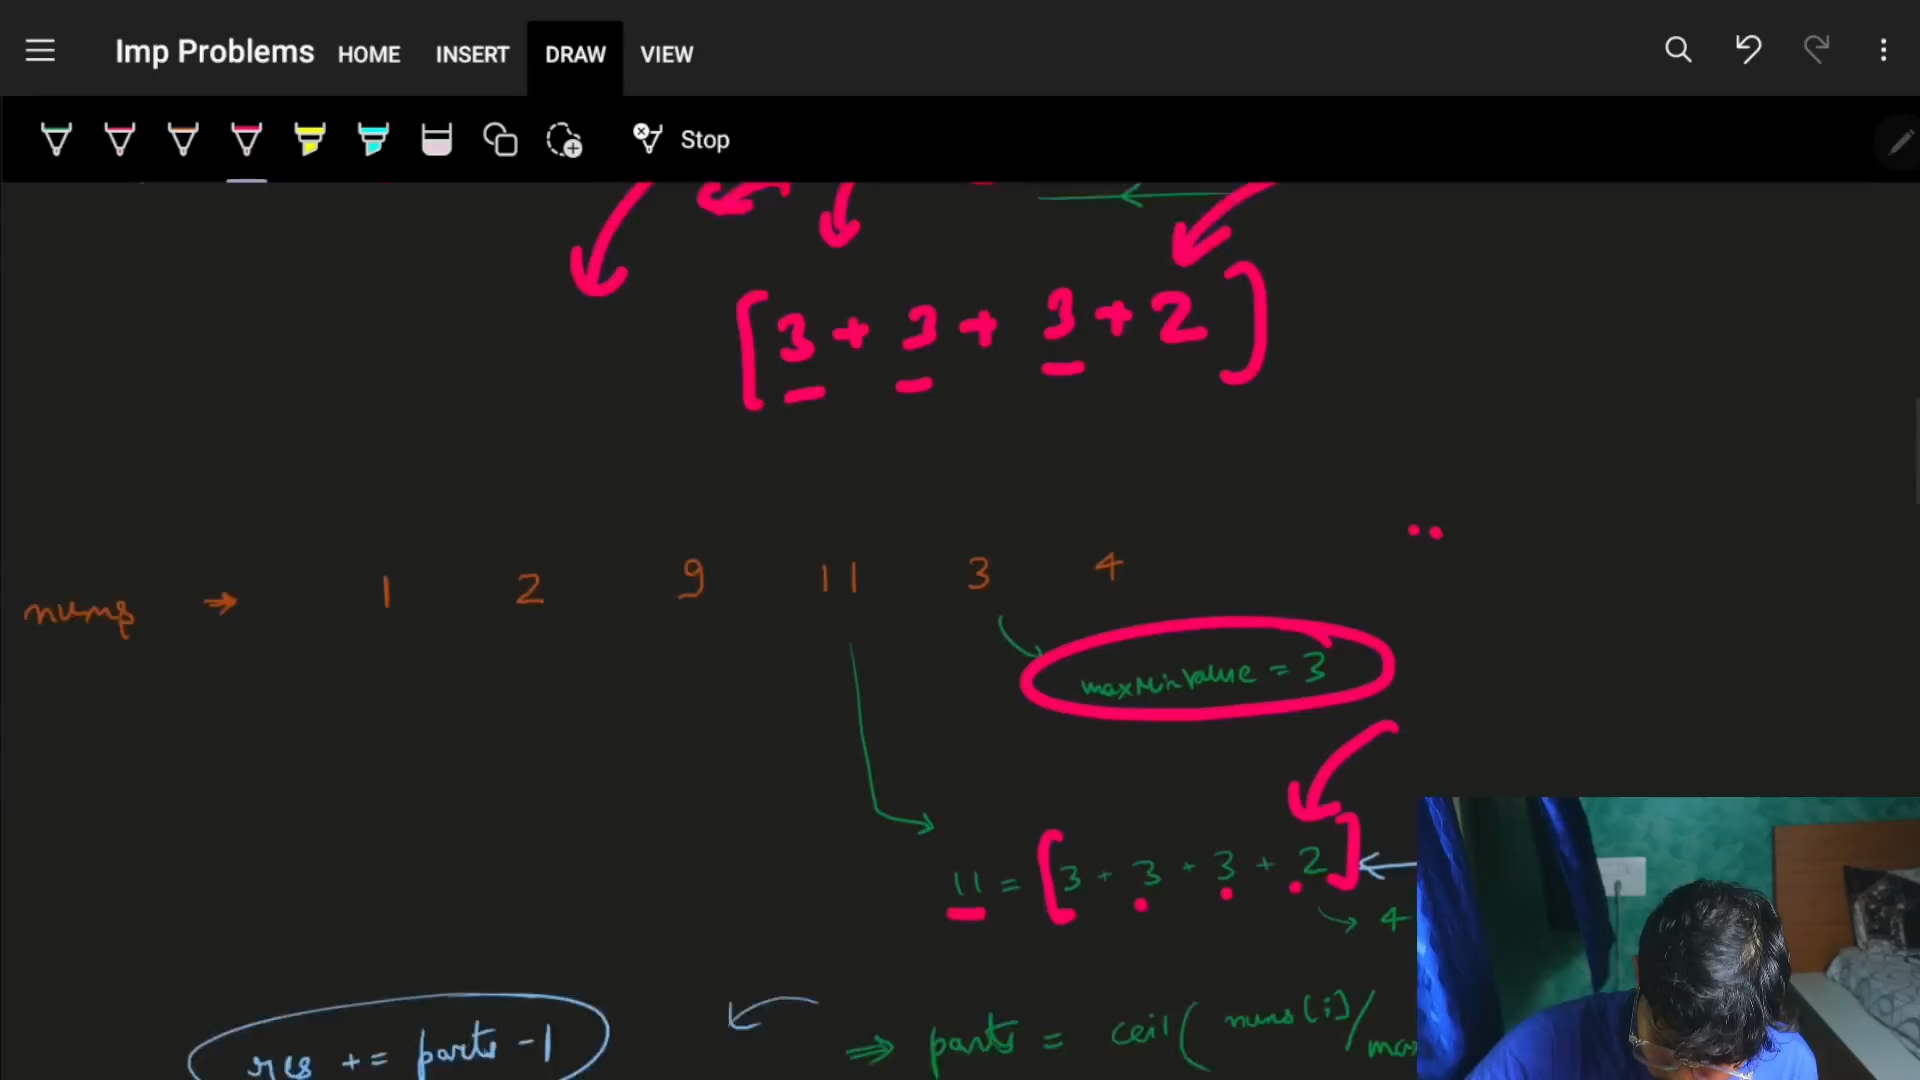 Imp Problems HOME INSERT DRAW VIEW
Stop
[3 + 3 + 3 + 2]
nums → 1 2 9 11 3 4
maxMinValue = 3
11 = [3 + 3 + 3 + 2]
→ 4
res += parts - 1
⇒ parts = ceil( nums[i]/